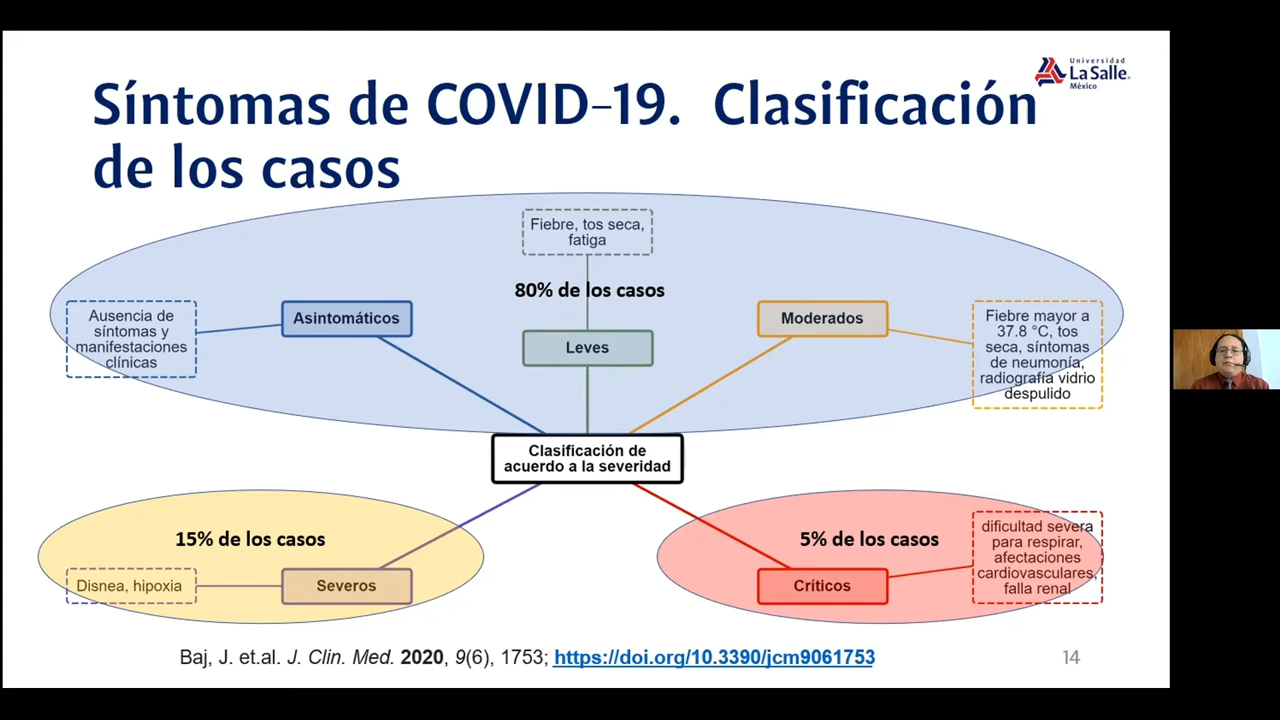 Universidad
La Salle
México
Síntomas de COVID-19. Clasificación
de los casos
Fiebre, tos seca,
fatiga
80% de los casos
Ausencia de
síntomas y
manifestaciones
clínicas
Asintomáticos
Leves
Moderados
Fiebre mayor a
37.8 °C, tos
seca, síntomas
de neumonía,
radiografía vidrio
despulido
Clasificación de
acuerdo a la severidad
15% de los casos
Disnea, hipoxia
Severos
5% de los casos
Críticos
dificultad severa
para respirar,
afectaciones
cardiovasculares,
falla renal
Baj, J. et.al. J. Clin. Med. 2020, 9(6), 1753; https://doi.org/10.3390/jcm9061753
14